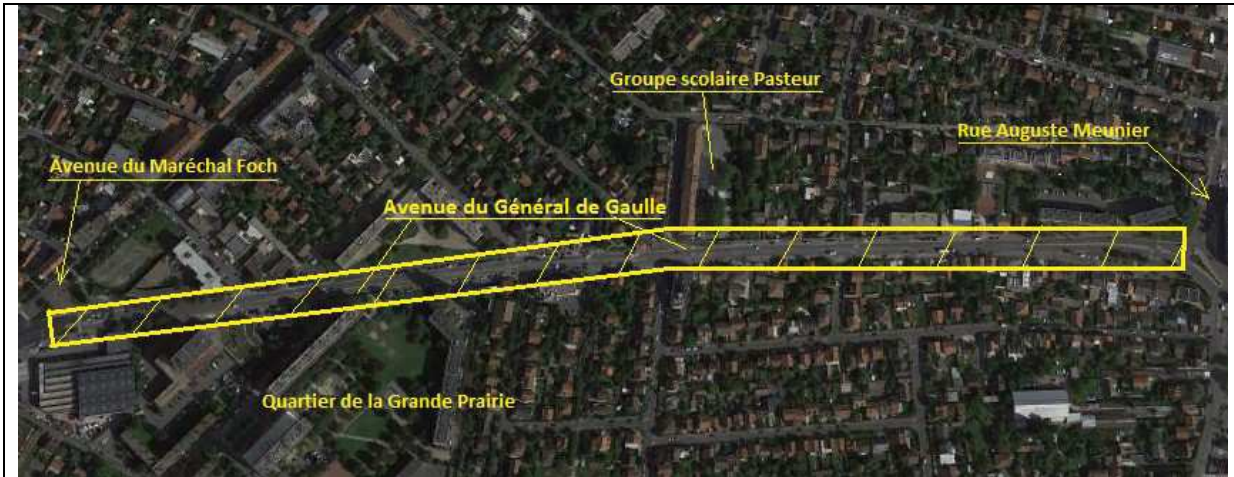 Groupe scolaire Pasteur
Rue Auguste Meunier
Avenue du Maréchal Foch
Avenue du Général de Gaulle
Quartier de la Grande Prairie